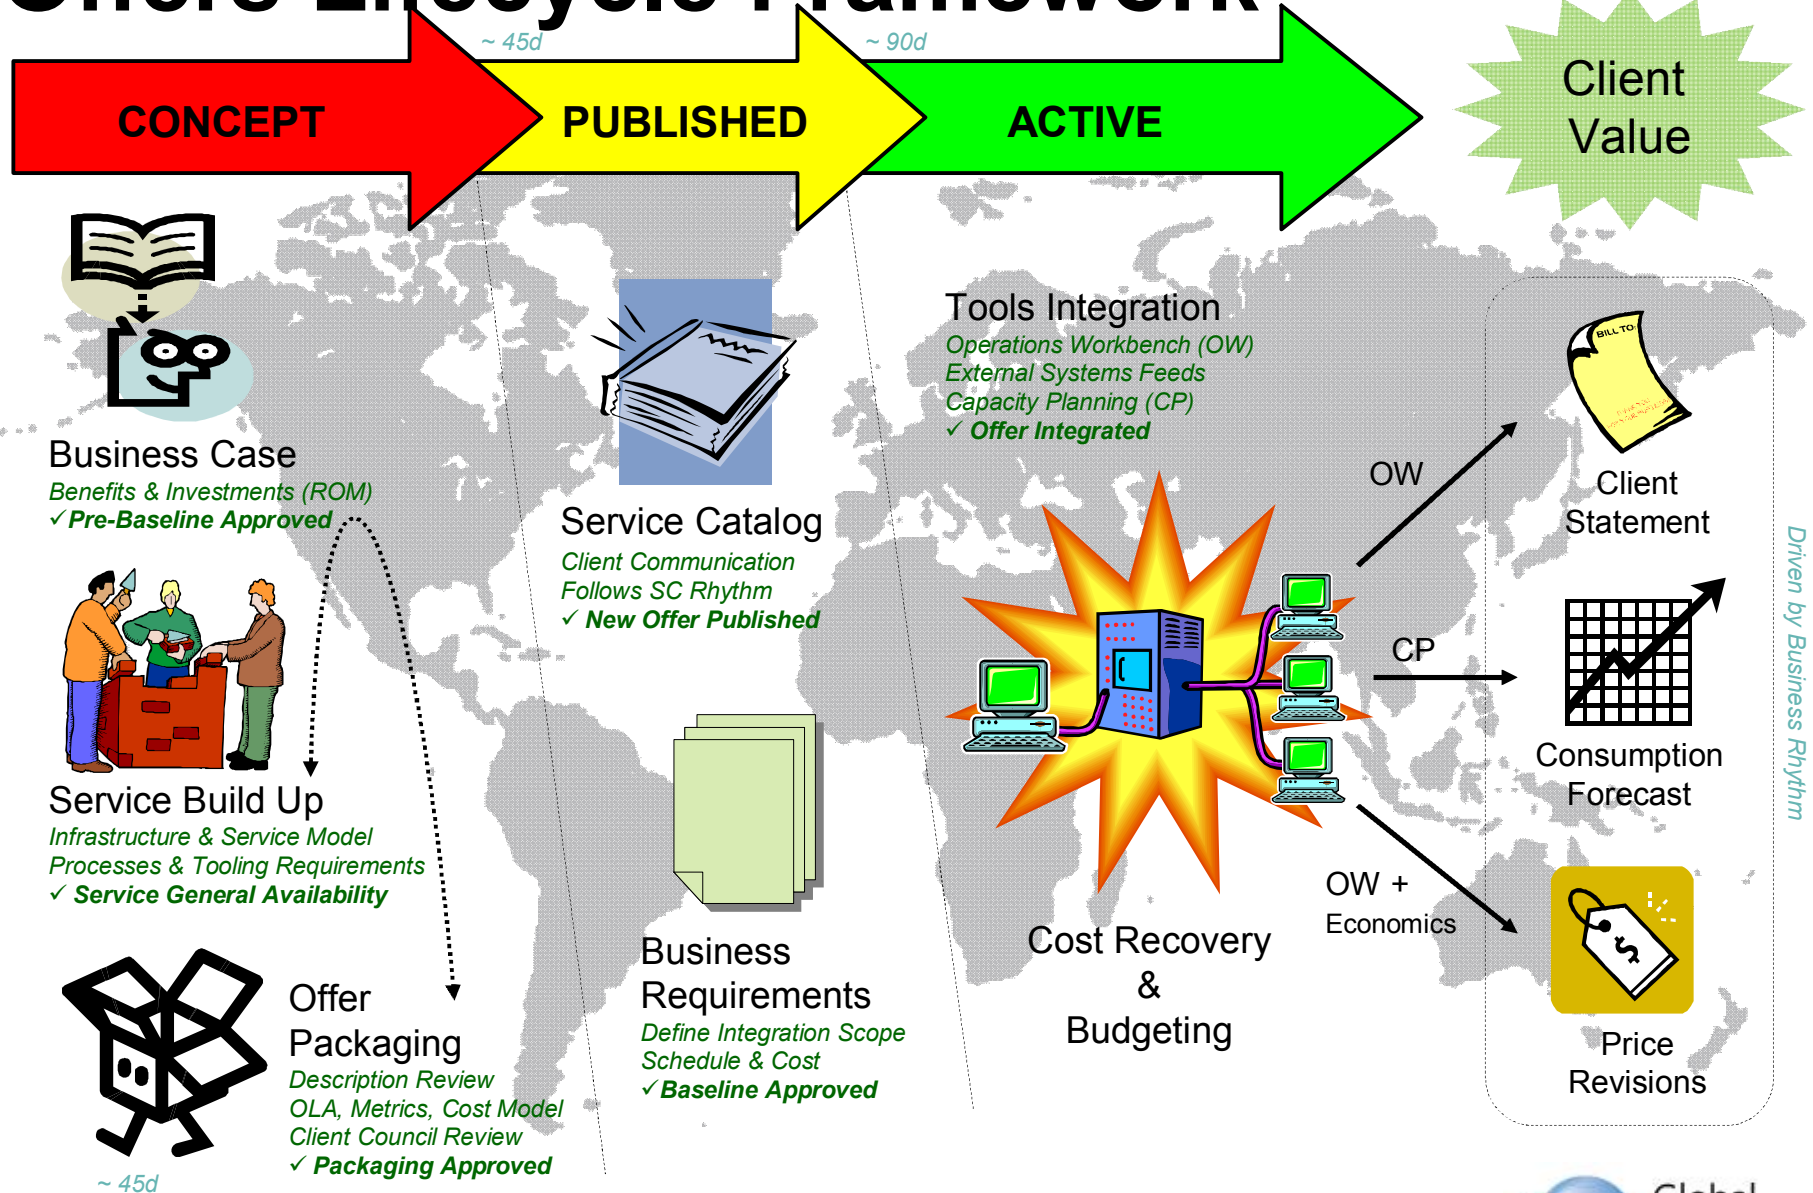 Offers Lifecycle Framework
~ 45d
~ 90d
CONCEPT
PUBLISHED
ACTIVE
Client
Value
Business Case
Benefits & Investments (ROM)
✓Pre-Baseline Approved
Service Build Up
Infrastructure & Service Model
Processes & Tooling Requirements
✓ Service General Availability
Offer
Packaging
Description Review
OLA, Metrics, Cost Model
Client Council Review
✓ Packaging Approved
~ 45d
Service Catalog
Client Communication
Follows SC Rhythm
✓ New Offer Published
Business
Requirements
Define Integration Scope
Schedule & Cost
✓Baseline Approved
Tools Integration
Operations Workbench (OW)
External Systems Feeds
Capacity Planning (CP)
✓ Offer Integrated
Cost Recovery
&
Budgeting
OW
CP
OW +
Economics
BILL TO:
Client
Statement
Consumption
Forecast
$
Price
Revisions
Driven by Business Rhythm
Global